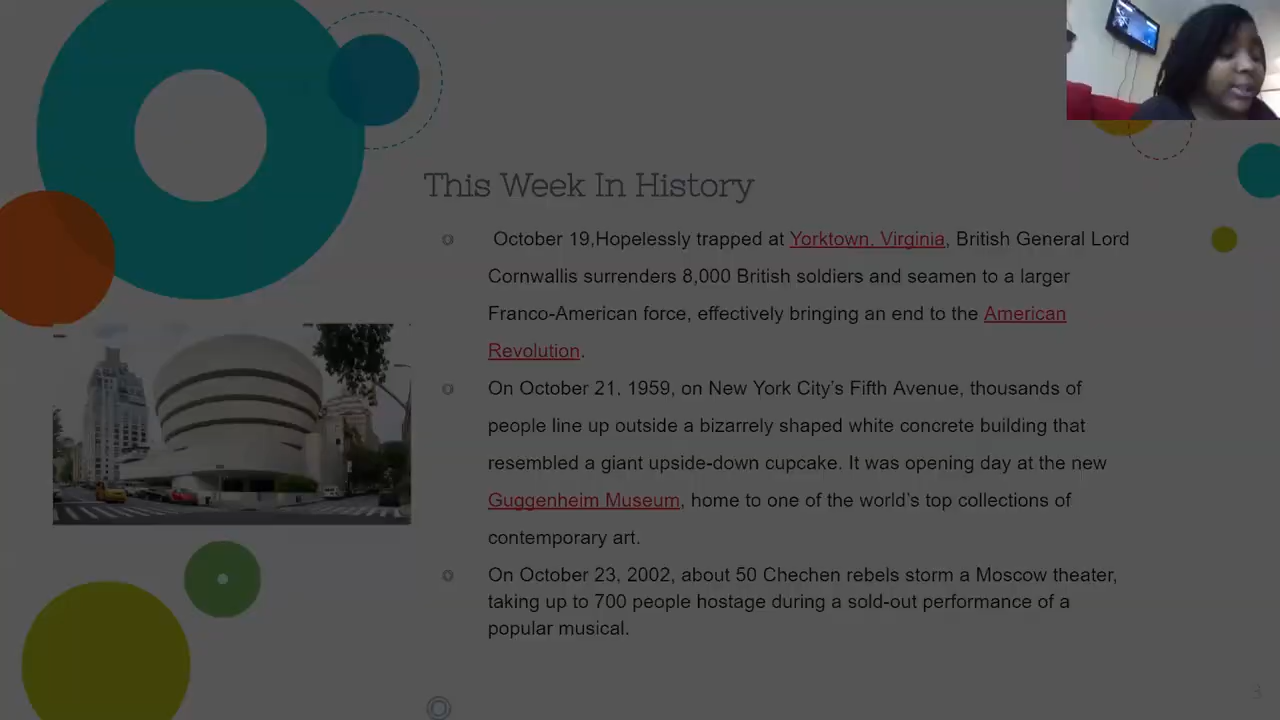 This Week In History
October 19,Hopelessly trapped at Yorktown, Virginia, British General Lord
Cornwallis surrenders 8,000 British soldiers and seamen to a larger
Franco-American force, effectively bringing an end to the American
Revolution.
On October 21, 1959, on New York City’s Fifth Avenue, thousands of
people line up outside a bizarrely shaped white concrete building that
resembled a giant upside-down cupcake. It was opening day at the new
Guggenheim Museum, home to one of the world’s top collections of
contemporary art.
On October 23, 2002, about 50 Chechen rebels storm a Moscow theater,
taking up to 700 people hostage during a sold-out performance of a
popular musical.
3